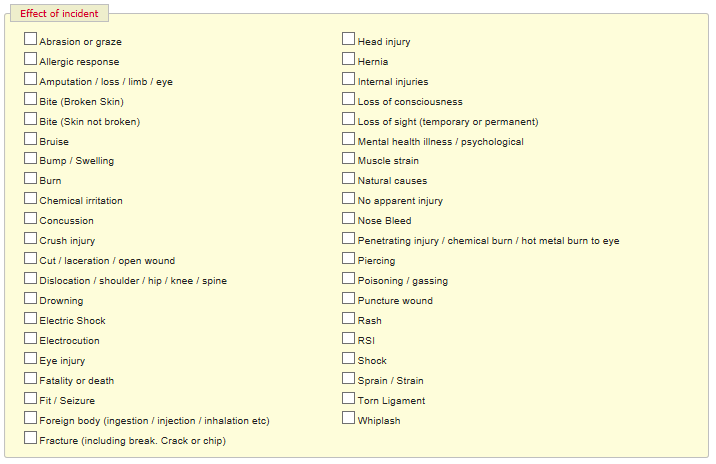 Effect of incident
Abrasion or graze
Allergic response
Amputation / loss / limb / eye
Bite (Broken Skin)
Bite (Skin not broken)
Bruise
Bump / Swelling
Burn
Chemical irritation
Concussion
Crush injury
Cut / laceration / open wound
Dislocation / shoulder / hip / knee / spine
Drowning
Electric Shock
Electrocution
Eye injury
Fatality or death
Fit / Seizure
Foreign body (ingestion / injection / inhalation etc)
Fracture (including break. Crack or chip)
Head injury
Hernia
Internal injuries
Loss of consciousness
Loss of sight (temporary or permanent)
Mental health illness / psychological
Muscle strain
Natural causes
No apparent injury
Nose Bleed
Penetrating injury / chemical burn / hot metal burn to eye
Piercing
Poisoning / gassing
Puncture wound
Rash
RSI
Shock
Sprain / Strain
Torn Ligament
Whiplash